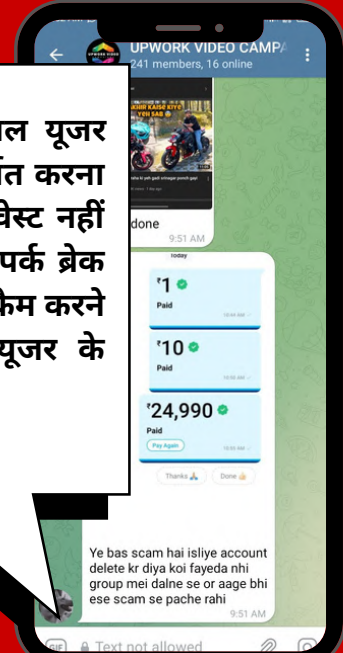 UPWORK VIDEO CAMPA
241 members, 16 online
ल यूजर
र्त करना
वेस्ट नहीं
पर्क ब्रेक
केम करने
यूजर के
YEH SAB
done
9:51 AM
Today
₹1
Paid
₹10
Paid
₹24,990
Paid
Pay Again
Thanks 🙏
Done 👍
Ye bas scam hai isliye account
delete kr diya koi fayeda nhi
group mei dalne se or aage bhi
ese scam se pache rahi
9:51 AM
GIF
Text not allowed